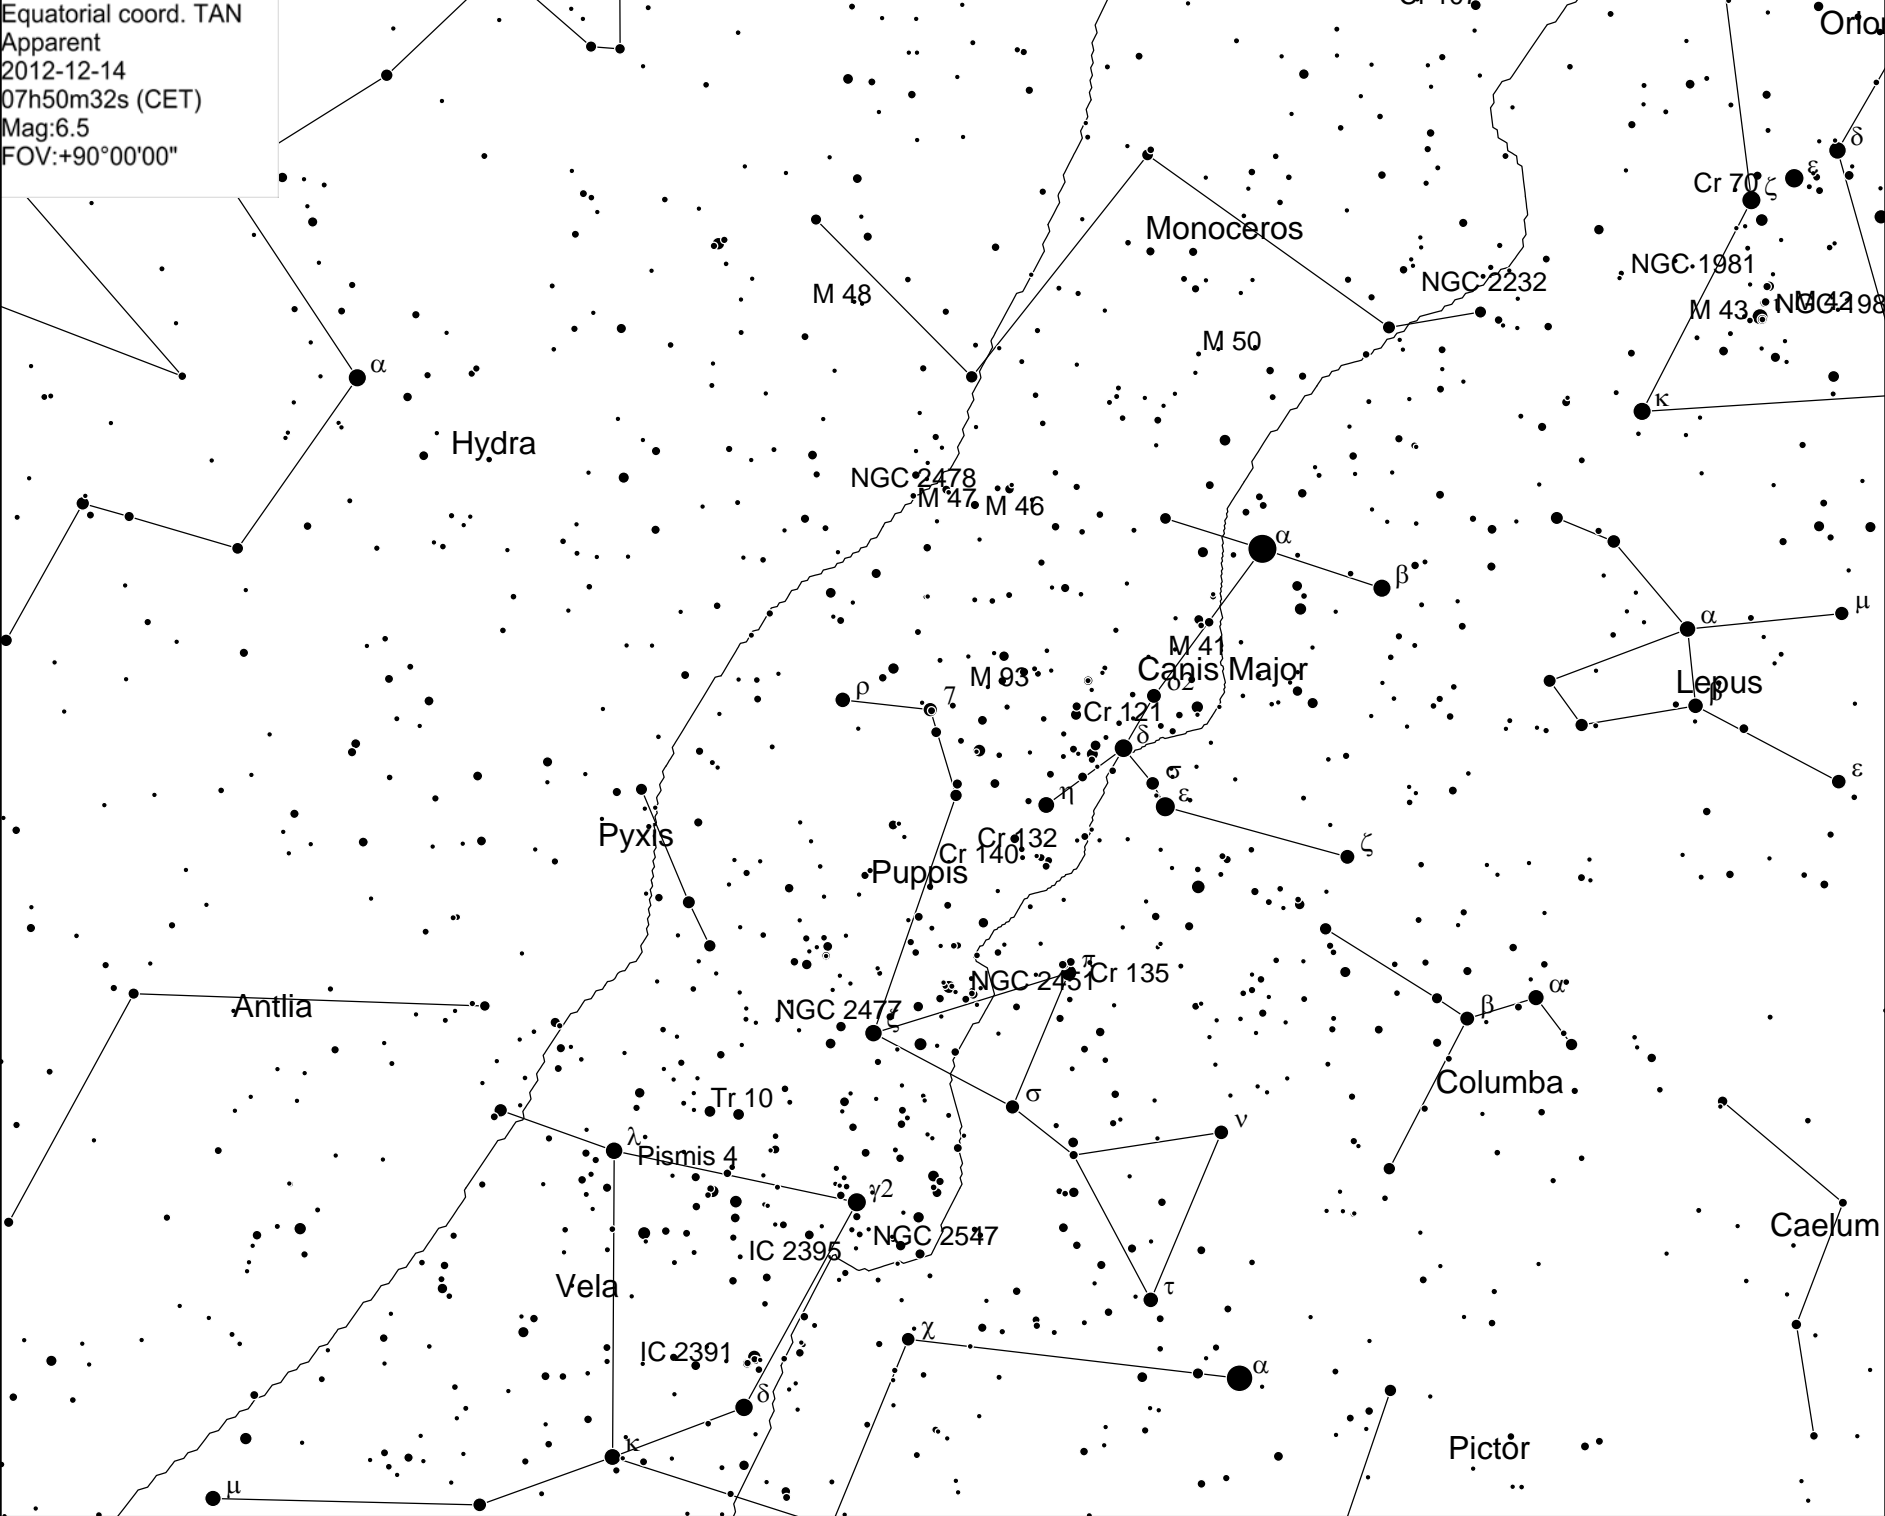 Equatorial coord. TAN
Apparent
2012-12-14
07h50m32s (CET)
Mag:6.5
FOV:+90°00'00"
δ
ε
Cr 70 ζ
Monoceros
NGC 1981
NGC 2232
M 48
M 43
M 42
M 50
α
κ
Hydra
NGC 2478
M 47
M 46
α
β
μ
α
M 41
Canis Major
M 93
δ2
Lepus
β
ρ
7
Cr 121
δ
σ
ε
η
ε
Pyxis
Cr 132
Cr 140
ζ
Puppis
π
Cr 135
NGC 2451
α
Antlia
NGC 2477
ζ
β
Columba
Tr 10
σ
ν
λ
Pismis 4
γ2
Caelum
NGC 2547
IC 2395
Vela
τ
χ
IC 2391
α
δ
κ
Pictor
μ